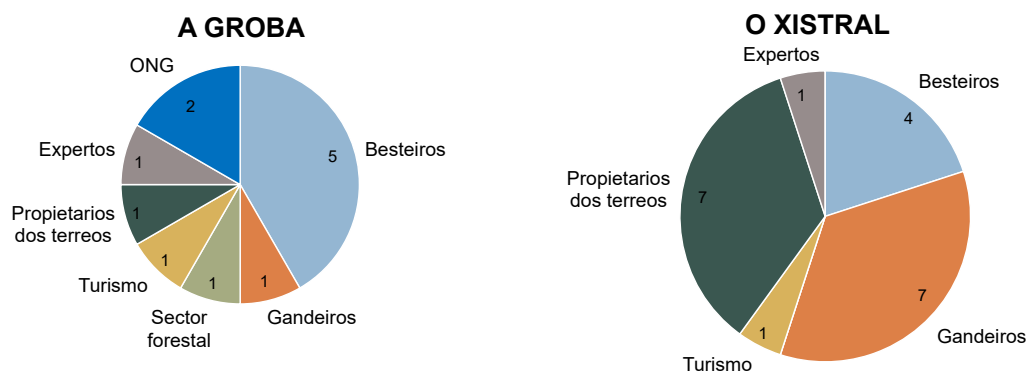 A GROBA
ONG
2
5
Besteiros
Expertos
1
Propietarios
dos terreos
1
Turismo
1
Sector
forestal
1
Gandeiros
1
O XISTRAL
Expertos
1
Besteiros
4
Propietarios
dos terreos
7
7
Gandeiros
Turismo
1